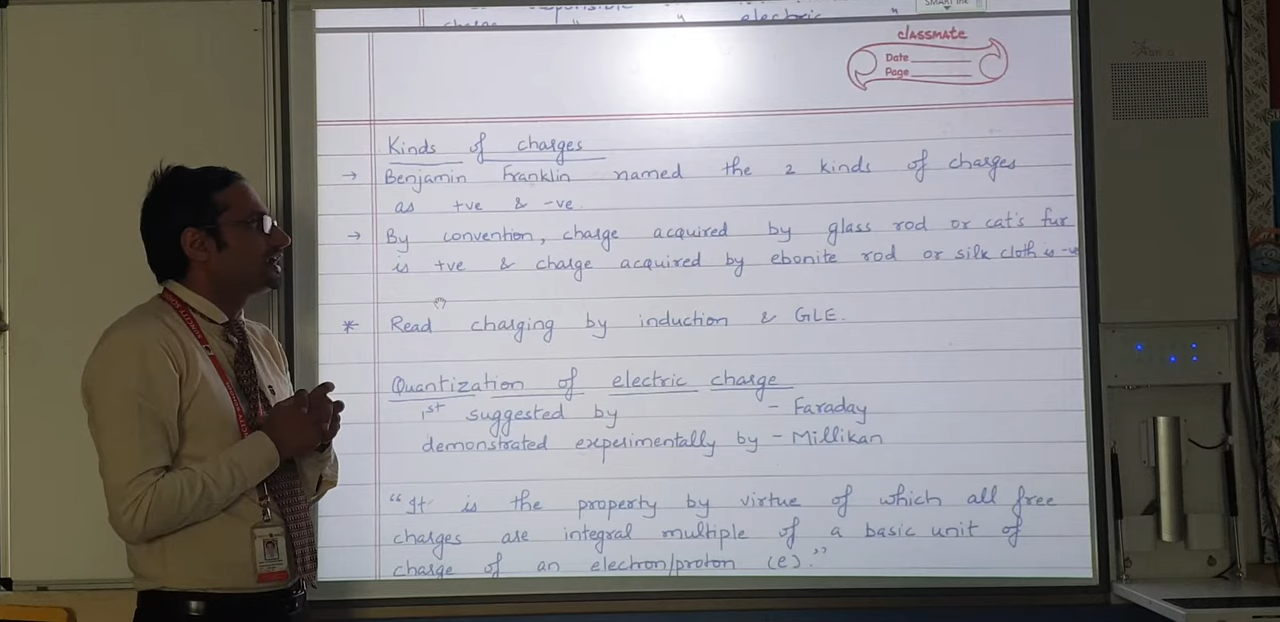 electric
SMART Ink
classmate
Date
Page
Kinds of charges
→ Benjamin Franklin named the 2 kinds of charges
as +ve & -ve.
→ By convention, charge acquired by glass rod or cat's fur
is +ve & charge acquired by ebonite rod or silk cloth is -ve
* Read charging by induction & GLE.
Quantization of electric charge
1st suggested by - Faraday
demonstrated experimentally by - Millikan
"It is the property by virtue of which all free
charges are integral multiple of a basic unit of
charge of an electron/proton (e)."